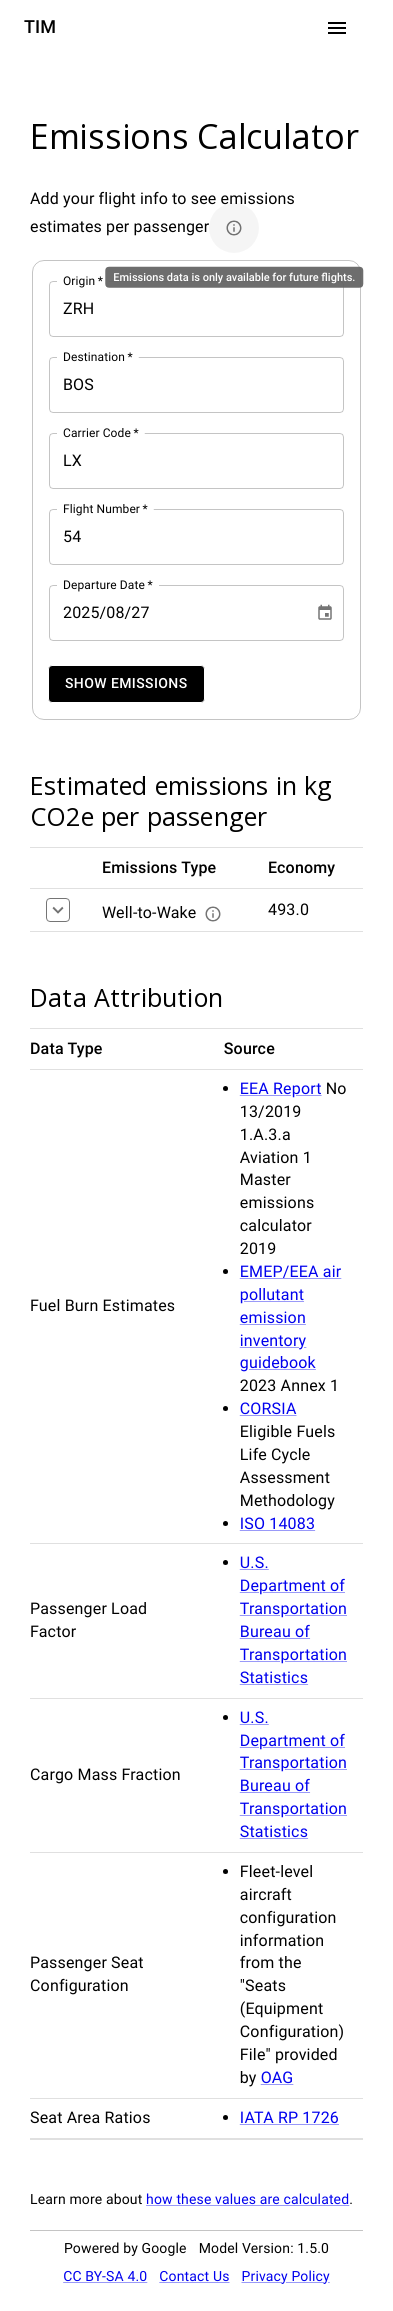 TIM
Emissions Calculator
Add your flight info to see emissions
estimates per passenger
Emissions data is only available for future flights.
Origin *
ZRH
Destination *
BOS
Carrier Code *
LX
Flight Number *
54
Departure Date *
2025/08/27
SHOW EMISSIONS
Estimated emissions in kg
CO2e per passenger
Emissions Type Economy
Well-to-Wake 493.0
Data Attribution
Data Type Source
Fuel Burn Estimates
EEA Report No
13/2019
1.A.3.a
Aviation 1
Master
emissions
calculator
2019
EMEP/EEA air
pollutant
emission
inventory
guidebook
2023 Annex 1
CORSIA
Eligible Fuels
Life Cycle
Assessment
Methodology
ISO 14083
Passenger Load
Factor
U.S.
Department of
Transportation
Bureau of
Transportation
Statistics
Cargo Mass Fraction
U.S.
Department of
Transportation
Bureau of
Transportation
Statistics
Passenger Seat
Configuration
Fleet-level
aircraft
configuration
information
from the
"Seats
(Equipment
Configuration)
File" provided
by OAG
Seat Area Ratios
IATA RP 1726
Learn more about how these values are calculated.
Powered by Google Model Version: 1.5.0
CC BY-SA 4.0 Contact Us Privacy Policy